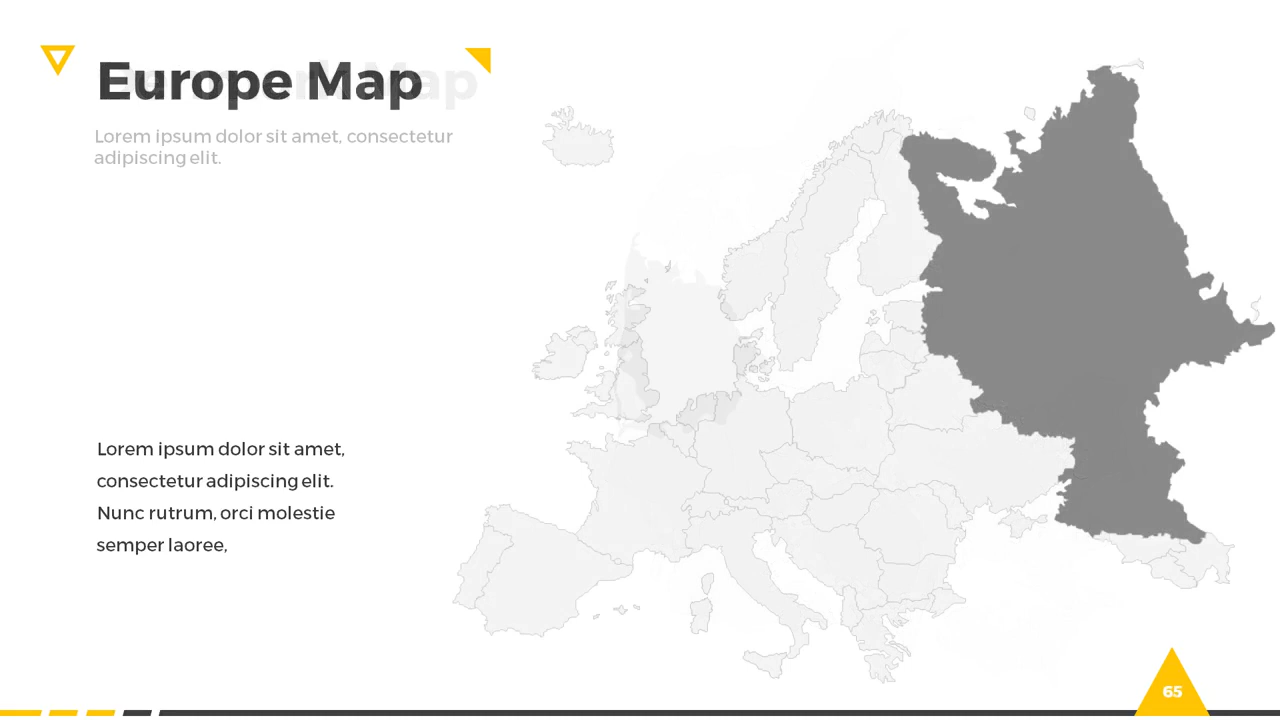 Europe Map
Lorem ipsum dolor sit amet, consectetur
adipiscing elit.
Lorem ipsum dolor sit amet,
consectetur adipiscing elit.
Nunc rutrum, orci molestie
semper laoree,
65